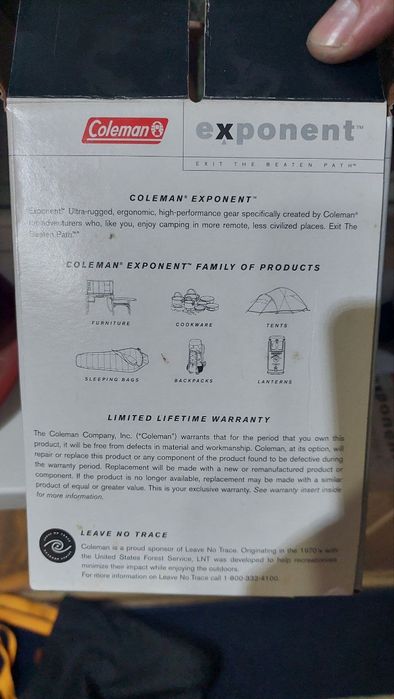 Coleman
exponent™
EXIT THE BEATEN PATH™
COLEMAN® EXPONENT™
Exponent™ Ultra-rugged, ergonomic, high-performance gear specifically created by Coleman®
for adventurers who, like you, enjoy camping in more remote, less civilized places. Exit The
Beaten Path™
COLEMAN® EXPONENT™ FAMILY OF PRODUCTS
FURNITURE
COOKWARE
TENTS
SLEEPING BAGS
BACKPACKS
LANTERNS
LIMITED LIFETIME WARRANTY
The Coleman Company, Inc. ("Coleman") warrants that for the period that you own this
product, it will be free from defects in material and workmanship. Coleman, at its option, will
repair or replace this product or any component of the product found to be defective during
the warranty period. Replacement will be made with a new or remanufactured product or
component. If the product is no longer available, replacement may be made with a similar
product of equal or greater value. This is your exclusive warranty. See warranty insert inside
for more information.
LEAVE NO TRACE
Coleman is a proud sponsor of Leave No Trace. Originating in the 1970's with
the United States Forest Service, LNT was developed to help recreationists
minimize their impact while enjoying the outdoors.
For more information on Leave No Trace call 1-800-332-4100.